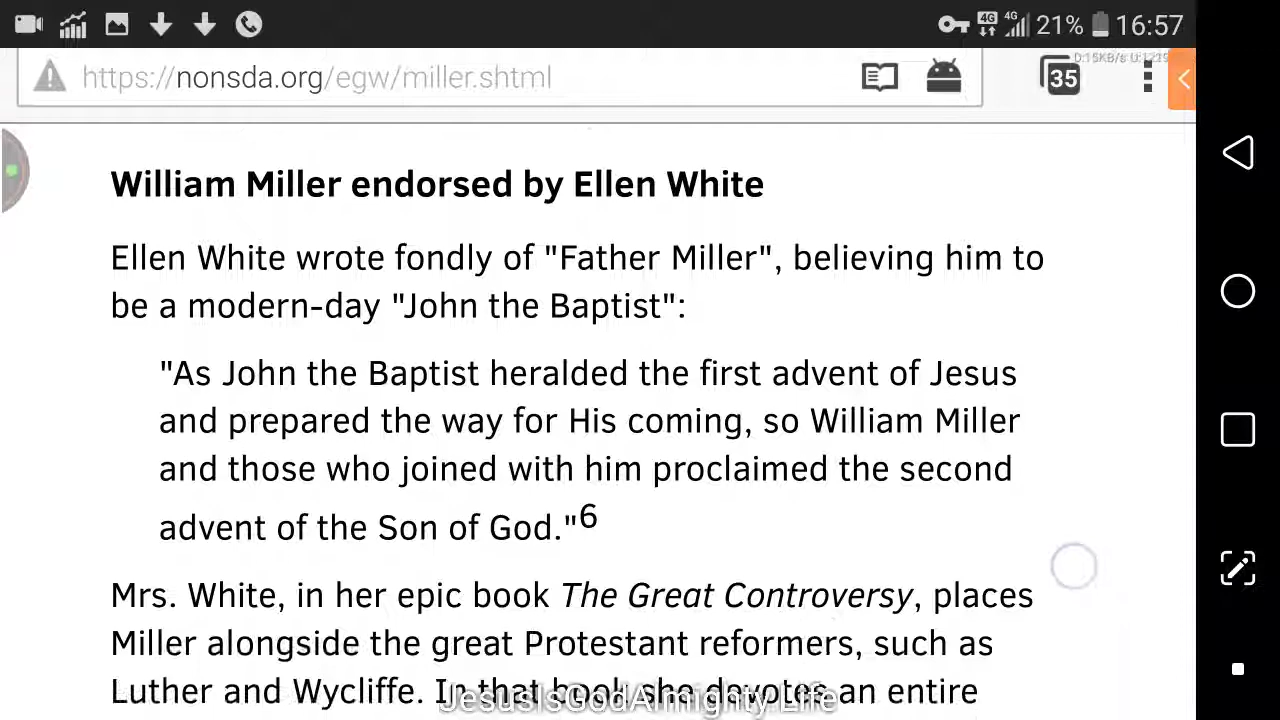 4G 4G 21% 16:57
https://nonsda.org/egw/miller.shtml
35
William Miller endorsed by Ellen White
Ellen White wrote fondly of "Father Miller", believing him to
be a modern-day "John the Baptist":
"As John the Baptist heralded the first advent of Jesus
and prepared the way for His coming, so William Miller
and those who joined with him proclaimed the second
advent of the Son of God."6
Mrs. White, in her epic book The Great Controversy, places
Miller alongside the great Protestant reformers, such as
Luther and Wycliffe. In that book she devotes an entire
JesusIsGodAlmighty.Life